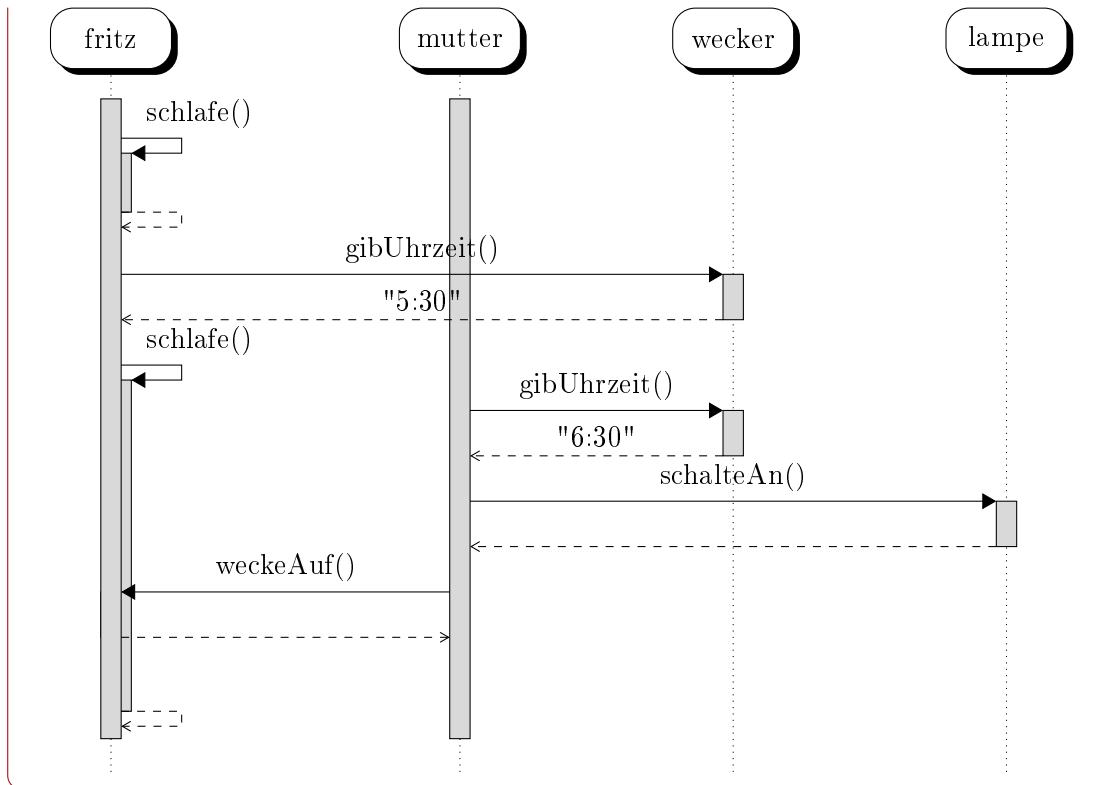 fritz
mutter
wecker
lampe
schlafe()
gibUhrzeit()
"5:30"
schlafe()
gibUhrzeit()
"6:30"
schalteAn()
weckeAuf()